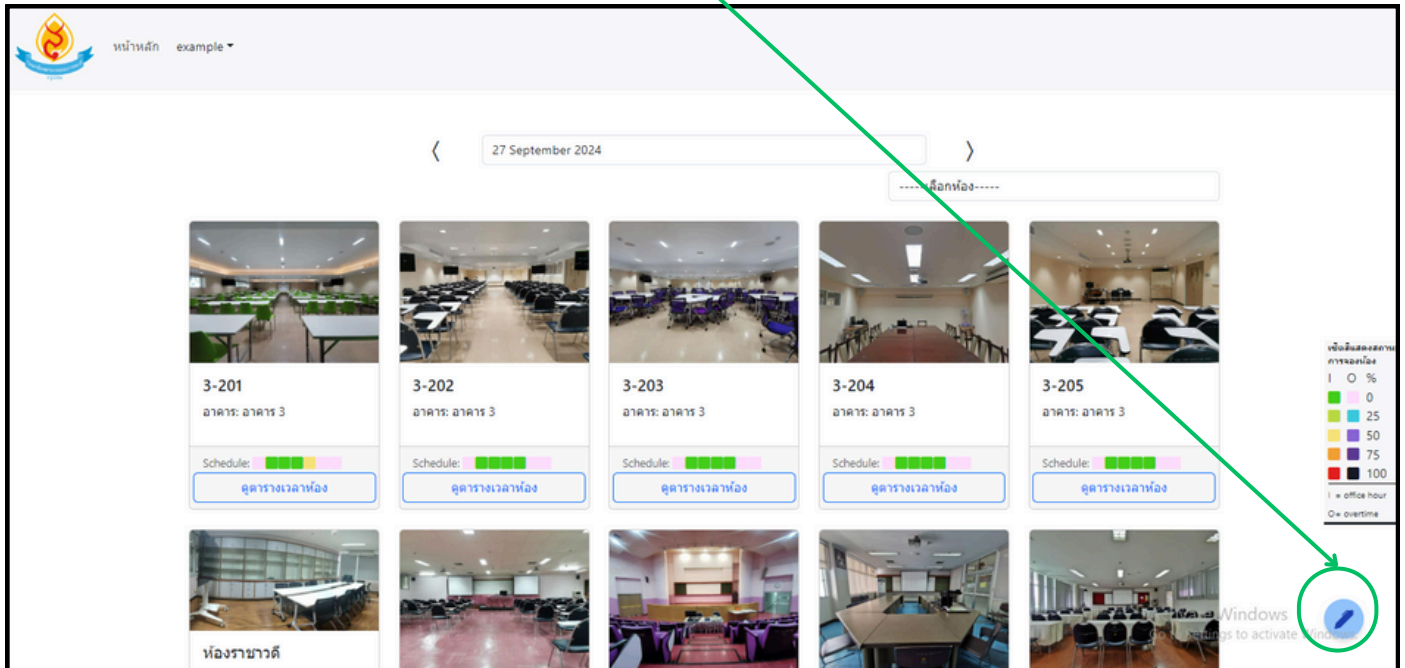 หน้าหลัก example
27 September 2024
3-201
อาคาร: อาคาร 3
Schedule:
ดูตารางเวลาห้อง
3-202
อาคาร: อาคาร 3
Schedule:
ดูตารางเวลาห้อง
3-203
อาคาร: อาคาร 3
Schedule:
ดูตารางเวลาห้อง
3-204
อาคาร: อาคาร 3
Schedule:
ดูตารางเวลาห้อง
3-205
อาคาร: อาคาร 3
Schedule:
ดูตารางเวลาห้อง
การจองห้อง
I O %
0
25
50
75
100
I = office hour
O= overtime
ห้องราชาวดี
Windows
to activate